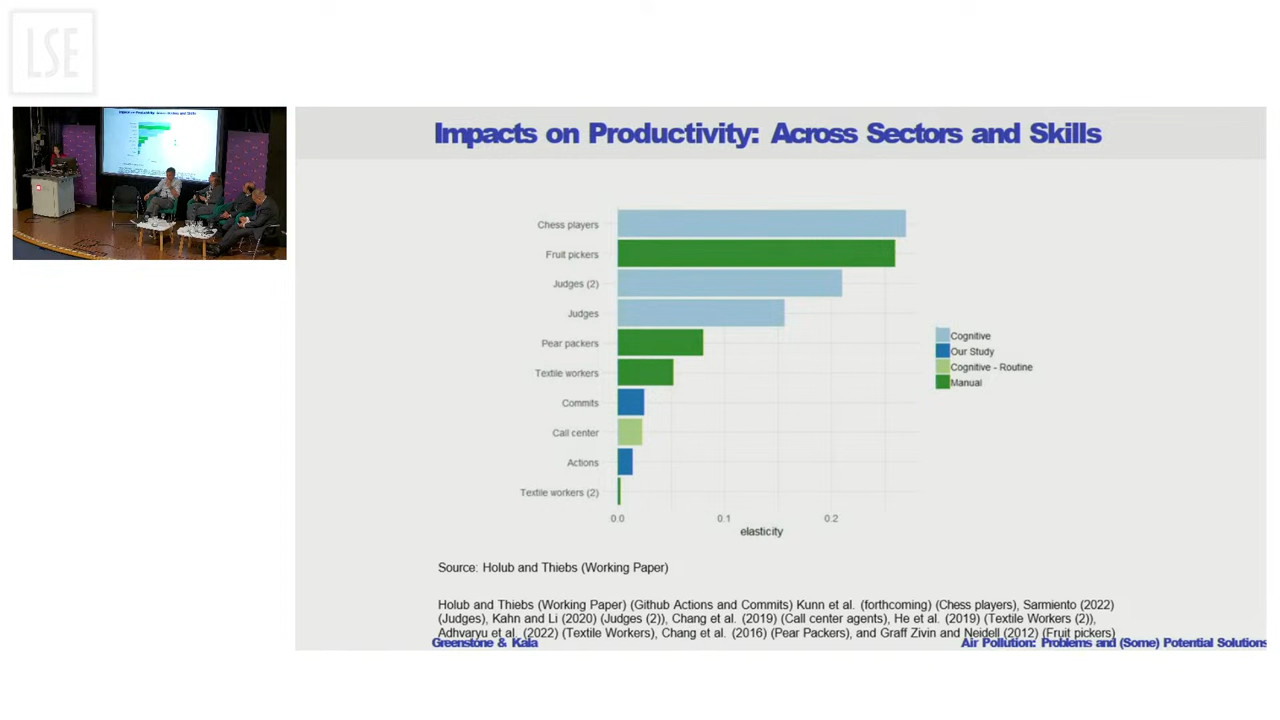 LSE
Impacts on Productivity: Across Sectors and Skills
Chess players
Fruit pickers
Judges (2)
Judges
Pear packers
Textile workers
Commits
Call center
Actions
Textile workers (2)
0.0 0.1 0.2
elasticity
Cognitive
Our Study
Cognitive - Routine
Manual
Source: Holub and Thiebs (Working Paper)
Holub and Thiebs (Working Paper) (Github Actions and Commits) Kunn et al. (forthcoming) (Chess players), Sarmiento (2022)
(Judges), Kahn and Li (2020) (Judges (2)), Chang et al. (2019) (Call center agents), He et al. (2019) (Textile Workers (2)),
Adhvaryu et al. (2022) (Textile Workers), Chang et al. (2016) (Pear Packers), and Graff Zivin and Neidell (2012) (Fruit pickers)
Greenstone & Kala
Air Pollution: Problems and (Some) Potential Solutions